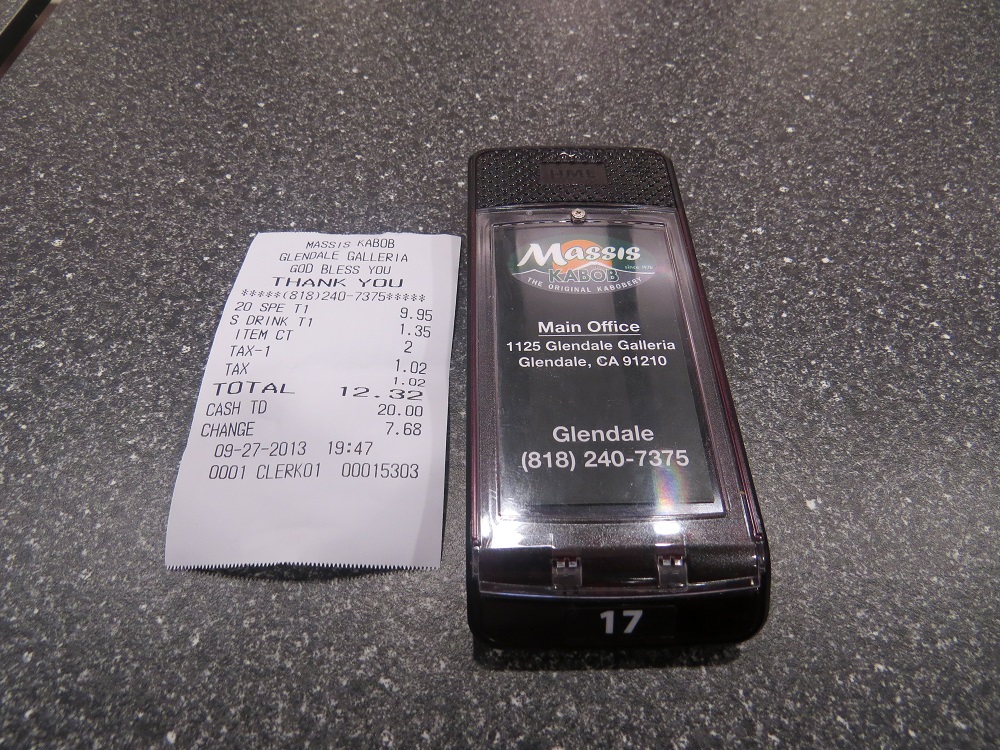 MASSIS KABOB
GLENDALE GALLERIA
GOD BLESS YOU
THANK YOU
*****(818)240-7375*****
20 SPE T1 9.95
S DRINK T1 1.35
ITEM CT 2
TAX-1 1.02
TAX 1.02
TOTAL 12.32
CASH TD 20.00
CHANGE 7.68
09-27-2013 19:47
0001 CLERK01 00015303
HME
Massis
KABOB
since 1976
THE ORIGINAL KABOBERY
Main Office
1125 Glendale Galleria
Glendale, CA 91210
Glendale
(818) 240-7375
17